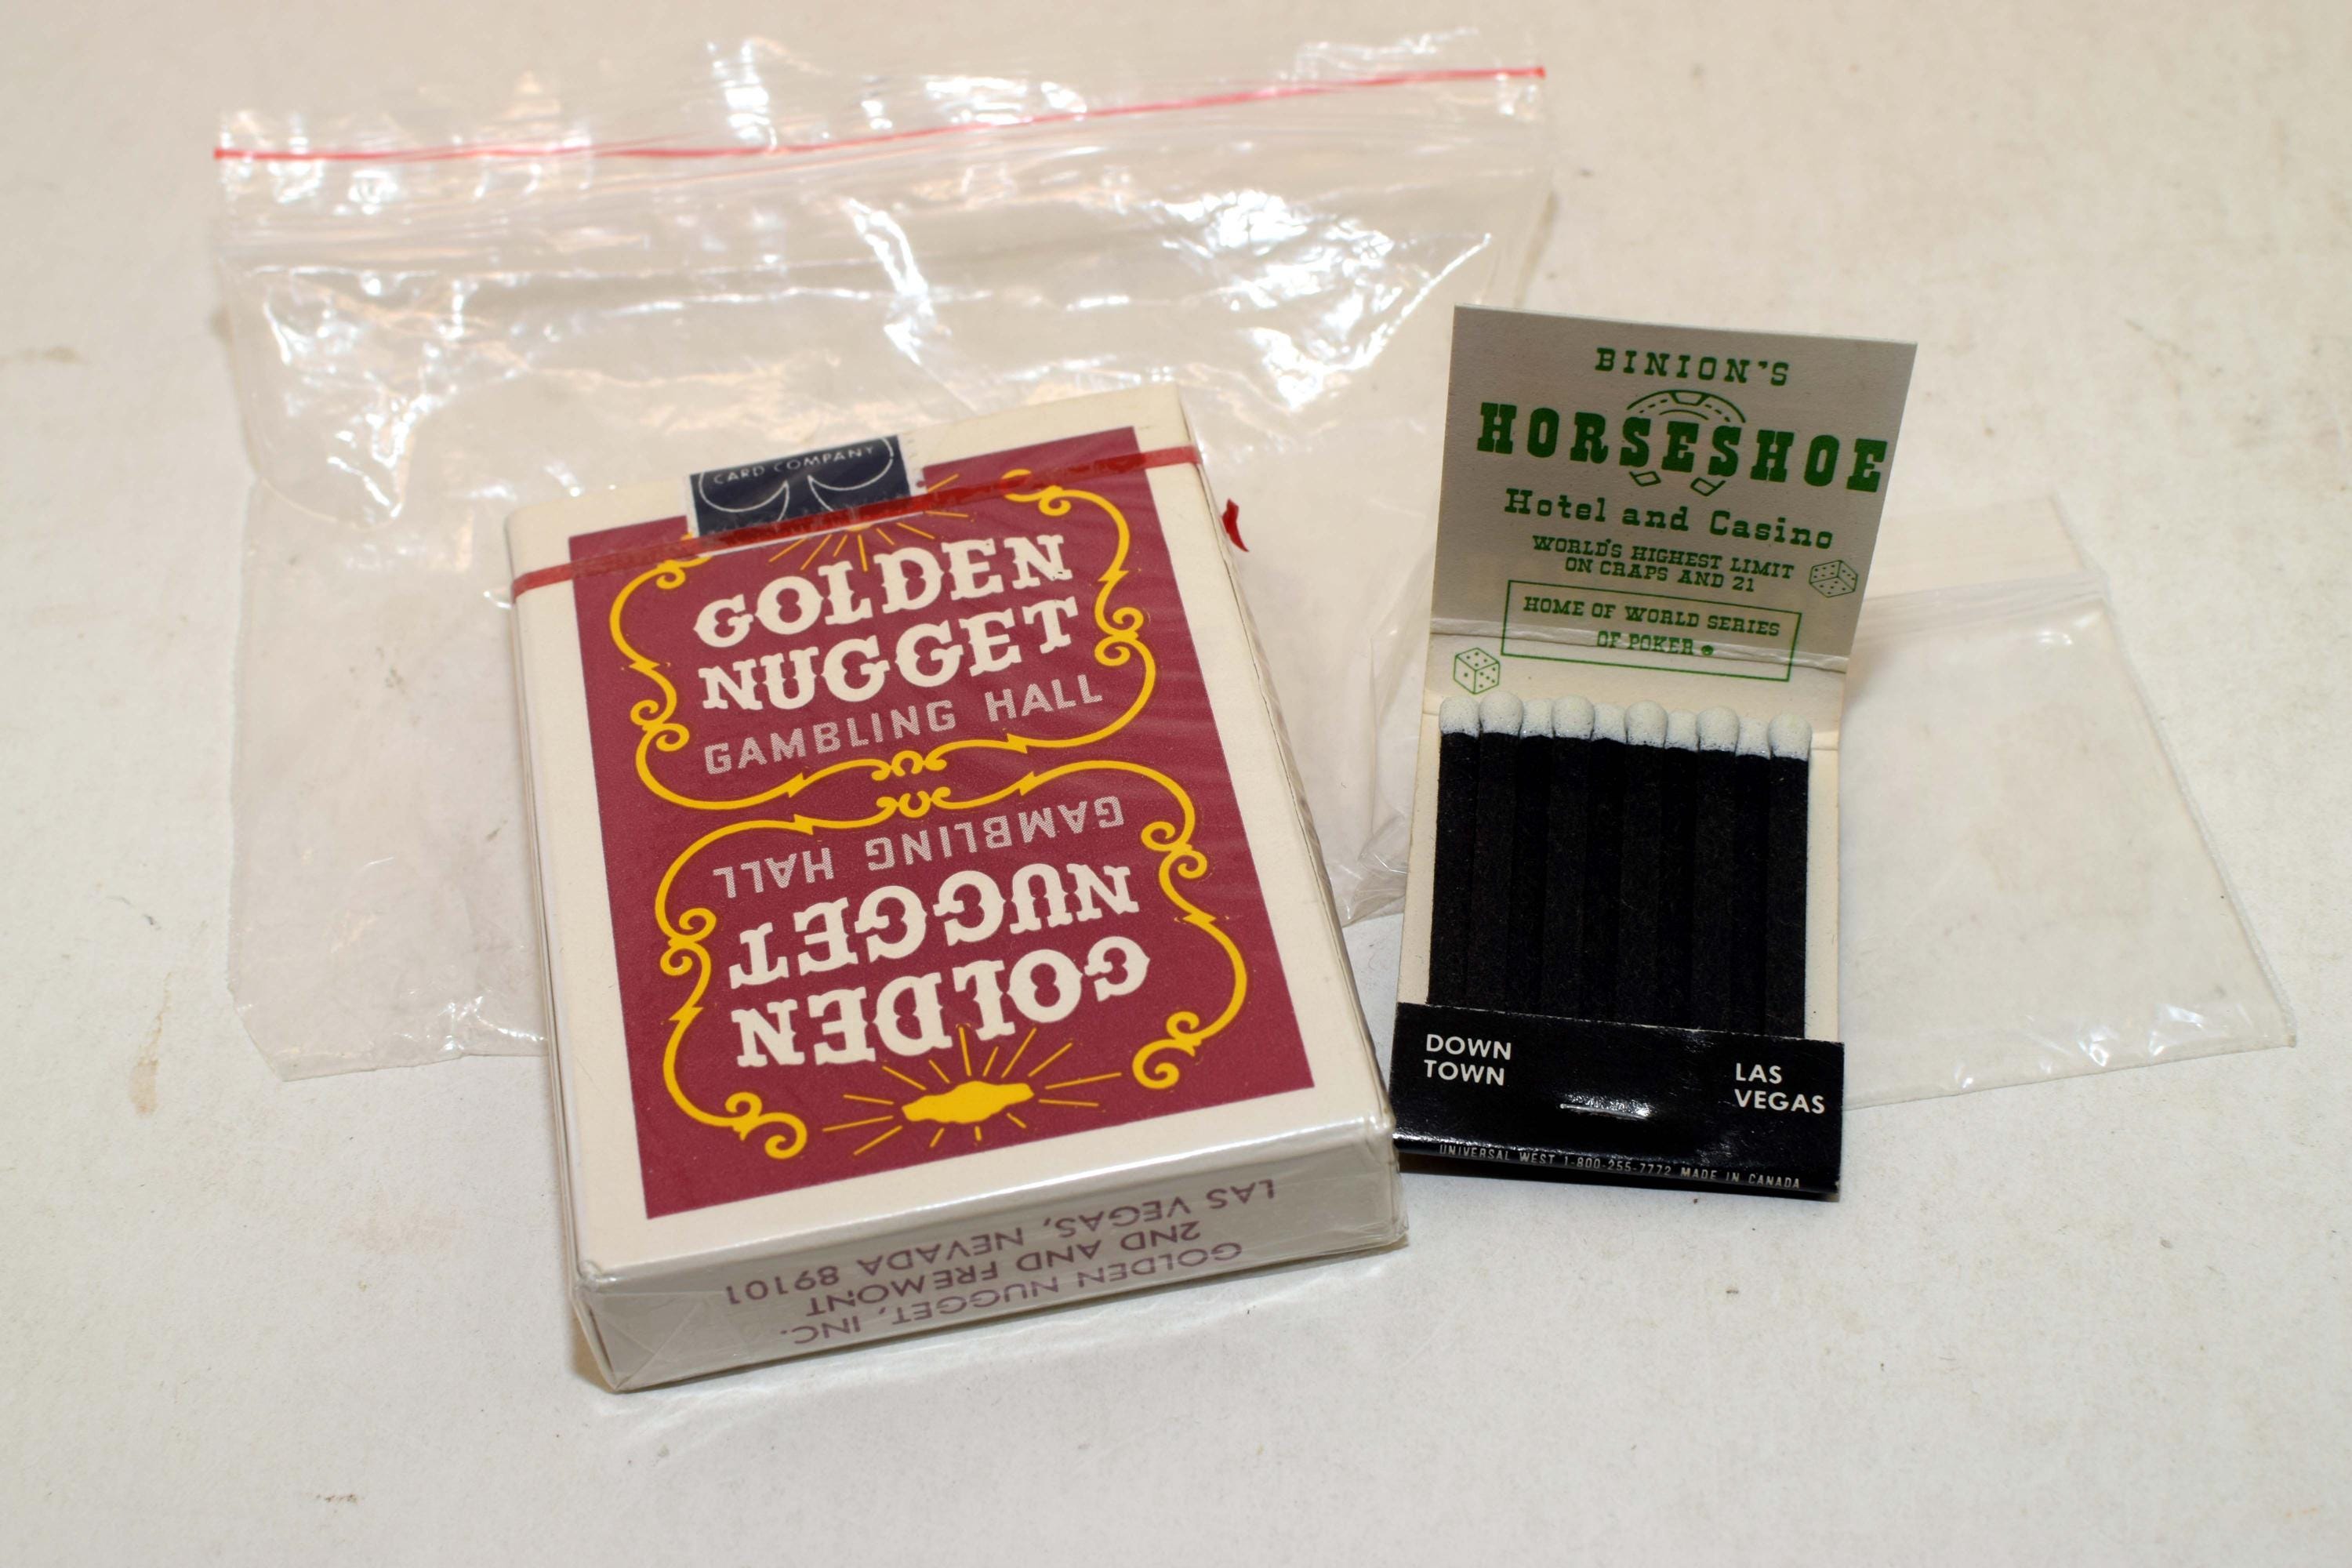 CARD COMPANY
GOLDEN
NUGGET
GAMBLING HALL
GAMBLING HALL
NUGGET
GOLDEN
GOLDEN NUGGET, INC.
2ND AND FREMONT
LAS VEGAS, NEVADA 89101
BINION'S
HORSESHOE
Hotel and Casino
WORLD'S HIGHEST LIMIT
ON CRAPS AND 21
HOME OF WORLD SERIES
OF POKER
DOWN
TOWN
LAS
VEGAS
UNIVERSAL WEST 1-800-255-7772 MADE IN CANADA